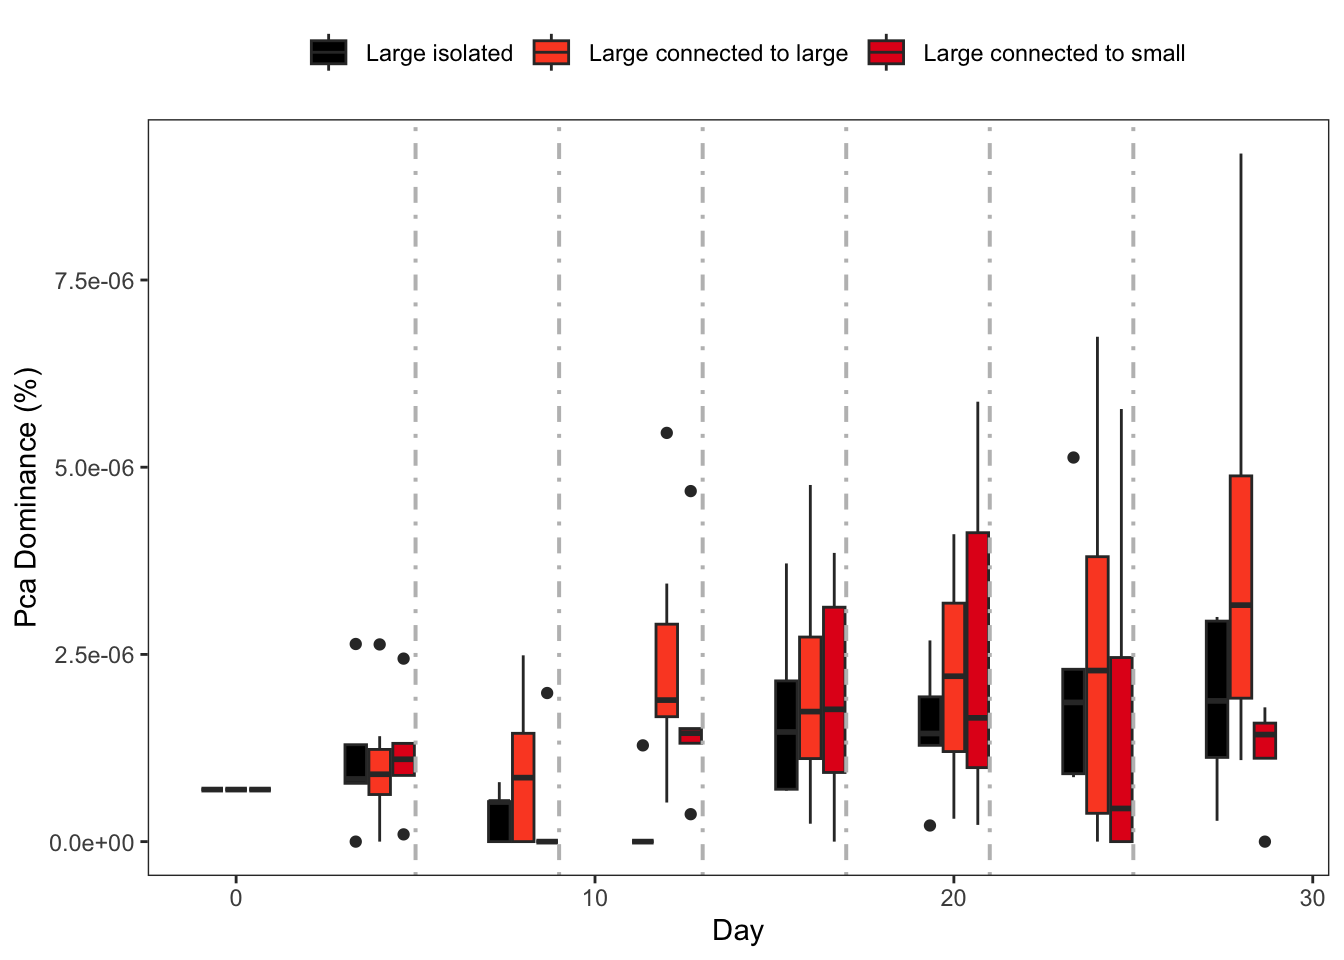 Large isolated Large connected to large Large connected to small
Pca Dominance (%)
7.5e-06
5.0e-06
2.5e-06
0.0e+00
0 10 20 30
Day